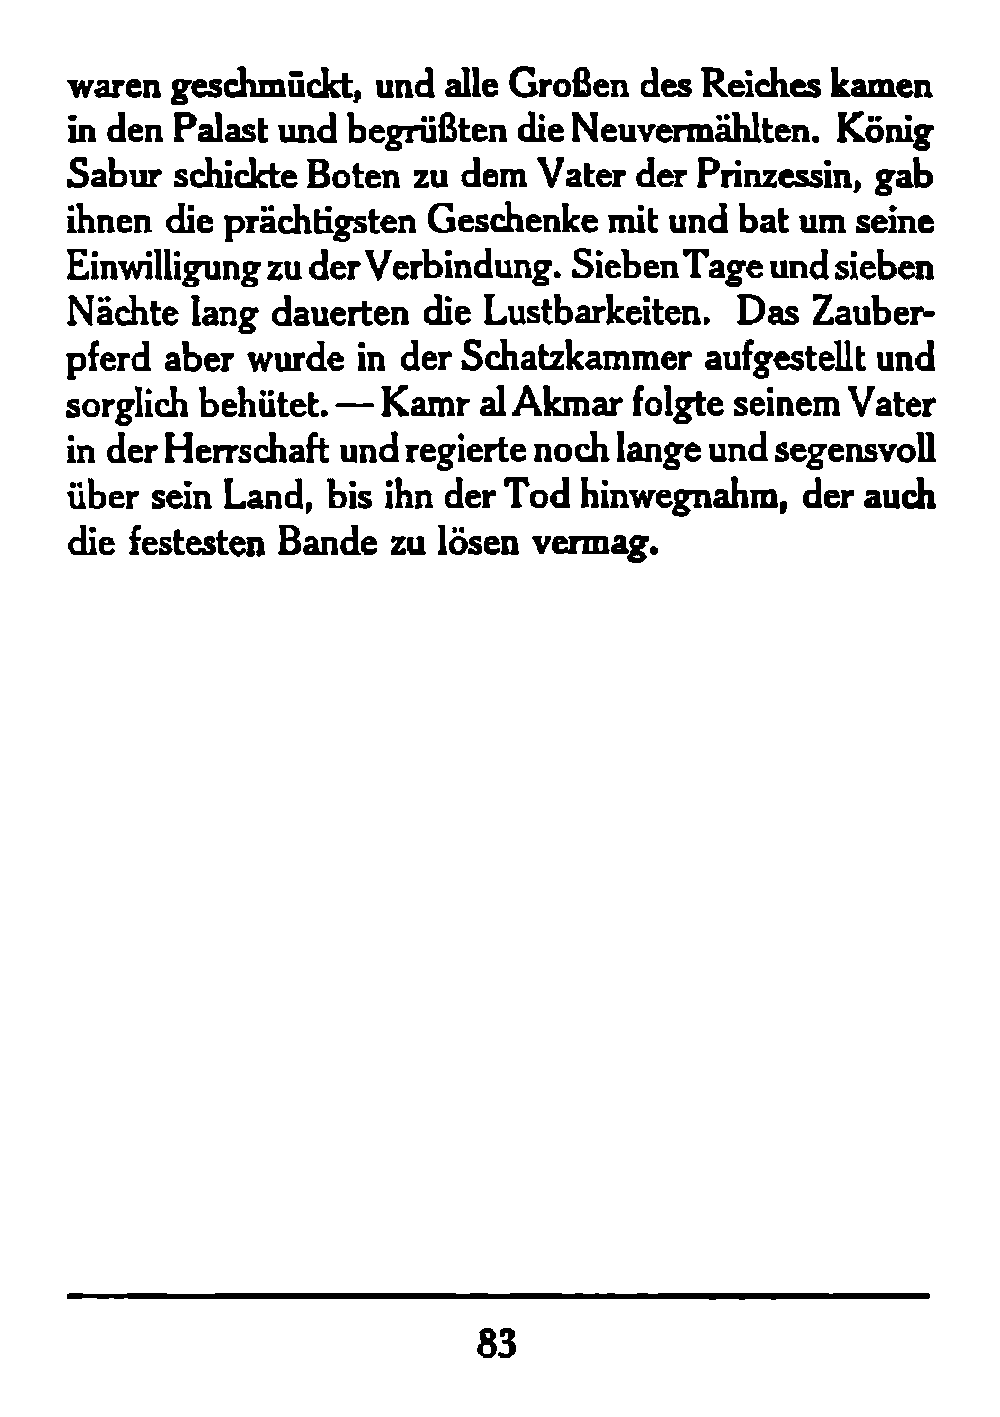 waren geschmückt, und alle Großen des Reiches kamen
in den Palast und begrüßten die Neuvermählten. König
Sabur schickte Boten zu dem Vater der Prinzessin, gab
ihnen die prächtigsten Geschenke mit und bat um seine
Einwilligung zu der Verbindung. Sieben Tage und sieben
Nächte lang dauerten die Lustbarkeiten. Das Zauber-
pferd aber wurde in der Schatzkammer aufgestellt und
sorglich behütet. — Kamr al Akmar folgte seinem Vater
in der Herrschaft und regierte noch lange und segensvoll
über sein Land, bis ihn der Tod hinwegnahm, der auch
die festesten Bande zu lösen vermag.
83